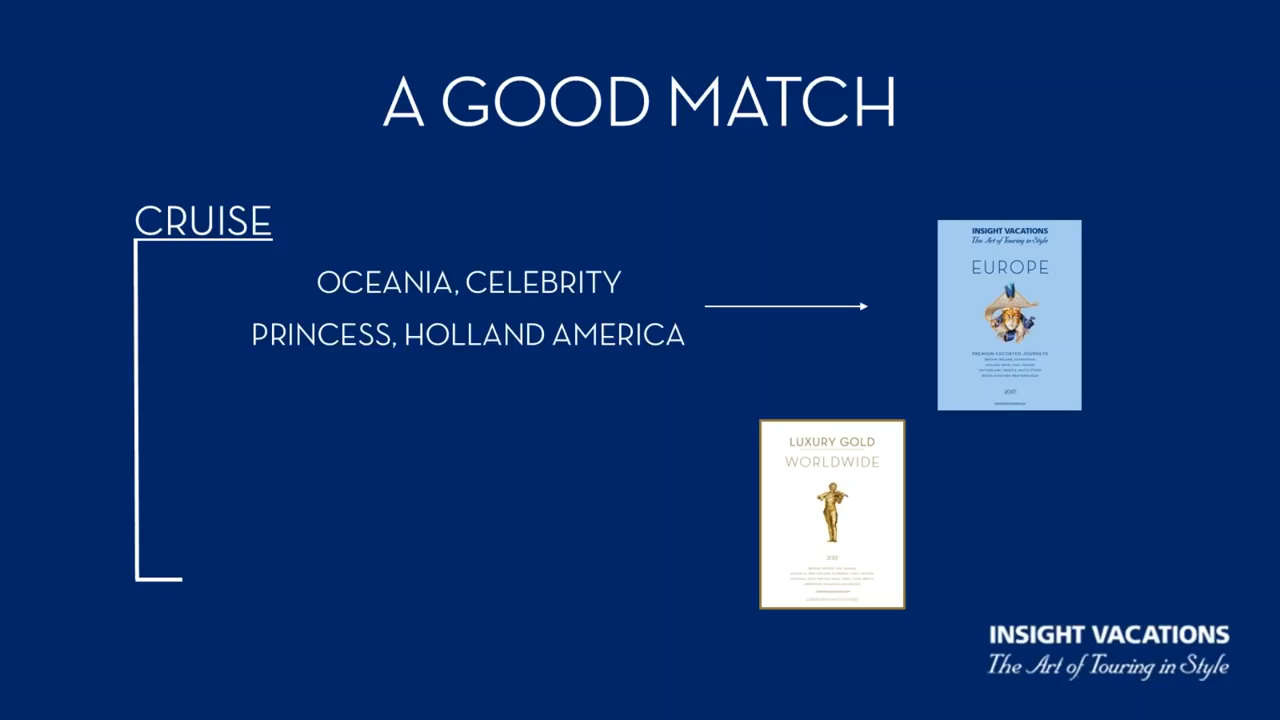 A GOOD MATCH
CRUISE
OCEANIA, CELEBRITY
PRINCESS, HOLLAND AMERICA
INSIGHT VACATIONS
The Art of Touring in Style
EUROPE
PREMIUM ESCORTED JOURNEYS
2017
LUXURY GOLD
WORLDWIDE
2017
INSIGHT VACATIONS
The Art of Touring in Style